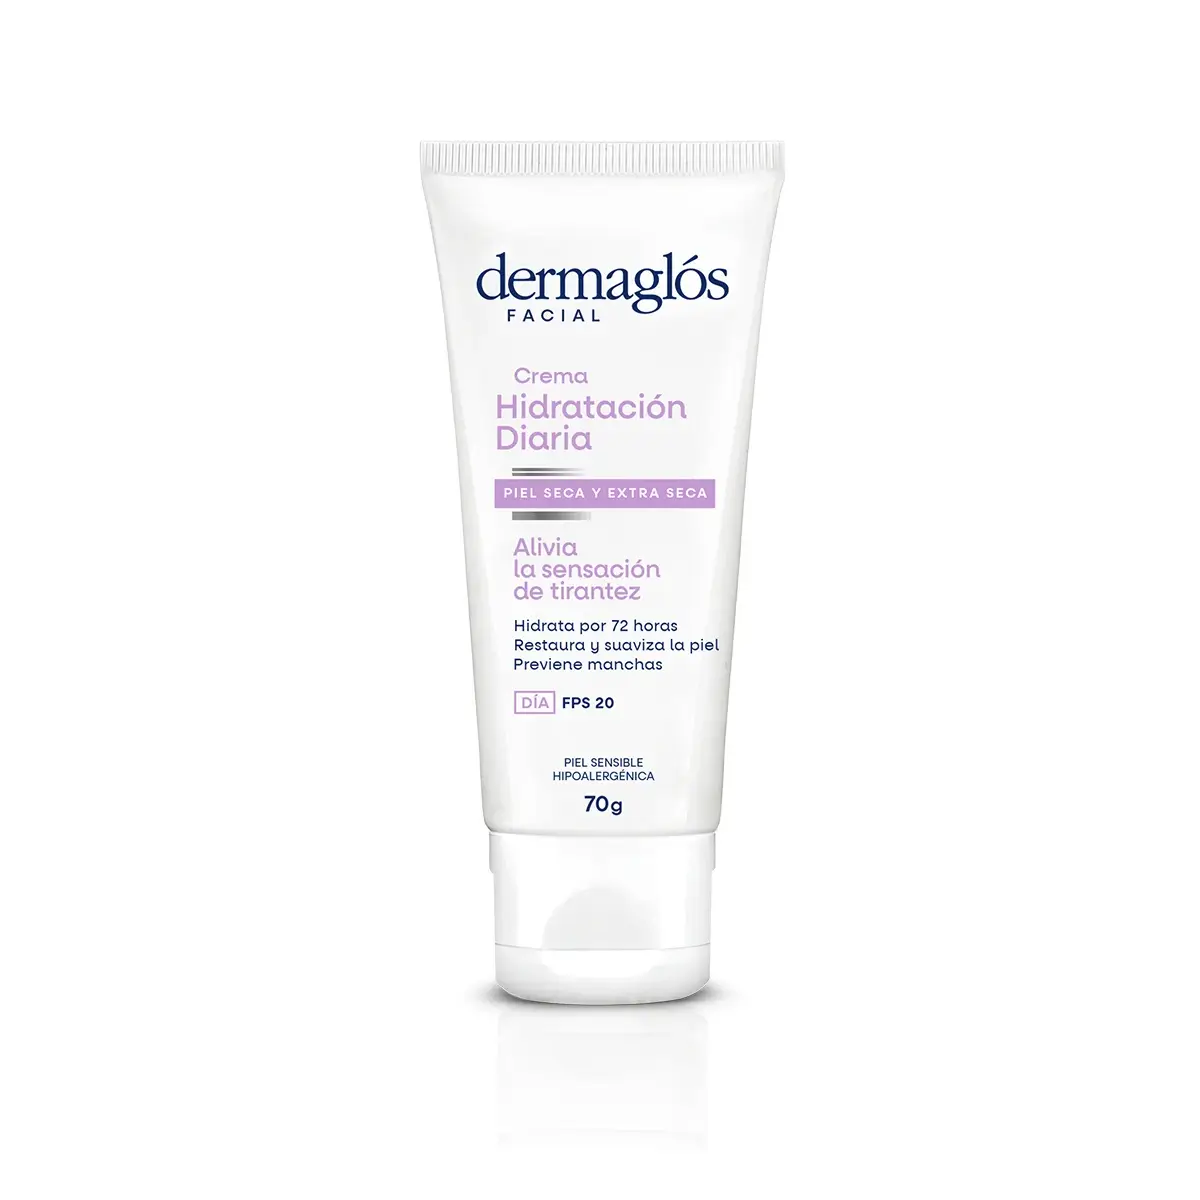 dermaglós
FACIAL
Crema
Hidratación
Diaria
PIEL SECA Y EXTRA SECA
Alivia
la sensación
de tirantez
Hidrata por 72 horas
Restaura y suaviza la piel
Previene manchas
DÍA FPS 20
PIEL SENSIBLE
HIPOALERGÉNICA
70g